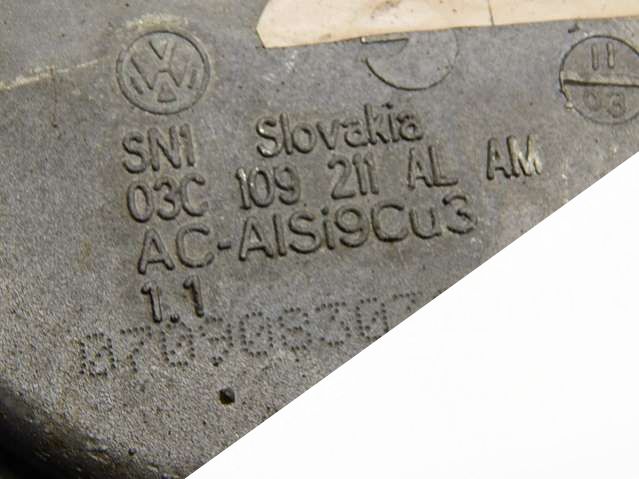 SN1 Slovakia
03C 109 211 AL AM
AC-AlSi9Cu3
1.1